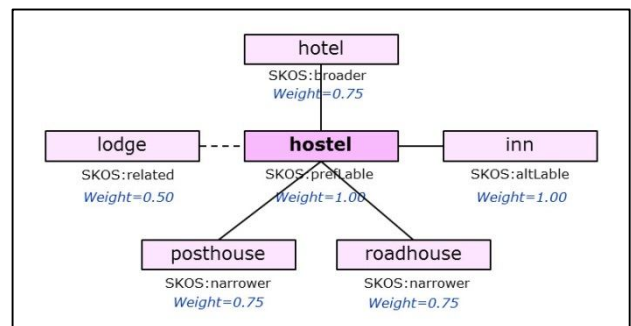 hotel
SKOS:broader
Weight=0.75
lodge
hostel
inn
SKOS:related
SKOS:prefLable
SKOS:altLable
Weight=0.50
Weight=1.00
Weight=1.00
posthouse
roadhouse
SKOS:narrower
SKOS:narrower
Weight=0.75
Weight=0.75